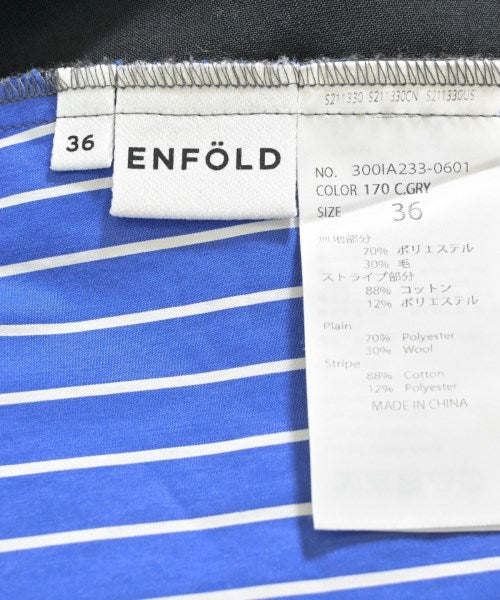 36
ENFÖLD
S211330 S211330CN S211330US
NO. 300IA233-0601
COLOR 170 C.GRY
SIZE 36
無地部分
70% ポリエステル
30% 毛
ストライプ部分
88% コットン
12% ポリエステル
Plain
70% Polyester
30% Wool
Stripe
88% Cotton
12% Polyester
MADE IN CHINA